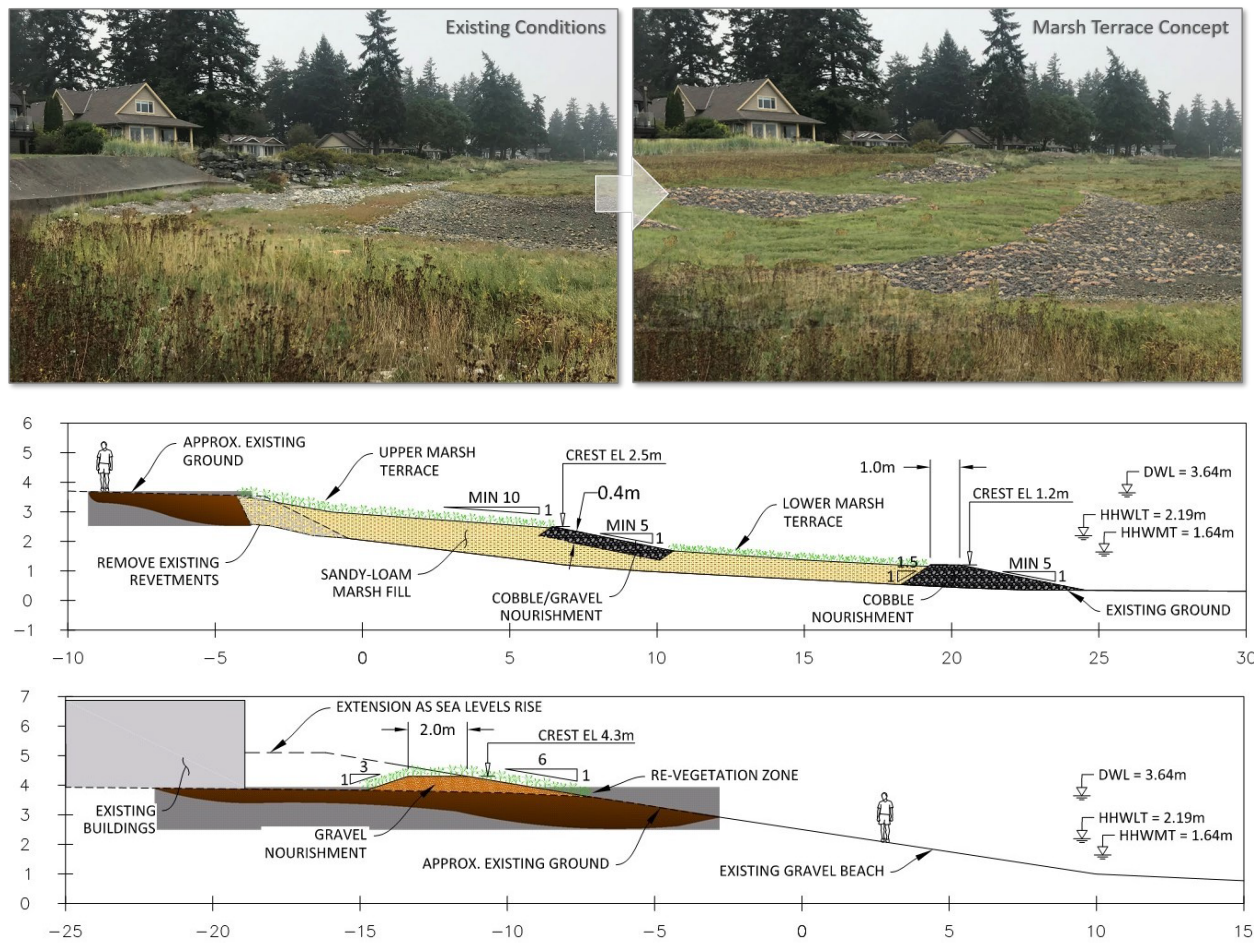 Existing Conditions
Marsh Terrace Concept
6
5
4
3
2
1
0
−1
−10
−5
0
5
10
15
20
25
30
APPROX. EXISTING
GROUND
UPPER MARSH
TERRACE
MIN 10
1
CREST EL 2.5m
0.4m
MIN 5
1
LOWER MARSH
TERRACE
1.0m
CREST EL 1.2m
DWL = 3.64m
HHWLT = 2.19m
HHWMT = 1.64m
REMOVE EXISTING
REVETMENTS
SANDY-LOAM
MARSH FILL
COBBLE/GRAVEL
NOURISHMENT
1.5
1
COBBLE
NOURISHMENT
MIN 5
1
EXISTING GROUND
7
6
5
4
3
2
1
0
−25
−20
−15
−10
−5
0
5
10
15
EXTENSION AS SEA LEVELS RISE
2.0m
CREST EL 4.3m
3
1
6
1
RE-VEGETATION ZONE
DWL = 3.64m
HHWLT = 2.19m
HHWMT = 1.64m
EXISTING
BUILDINGS
GRAVEL
NOURISHMENT
APPROX. EXISTING GROUND
EXISTING GRAVEL BEACH